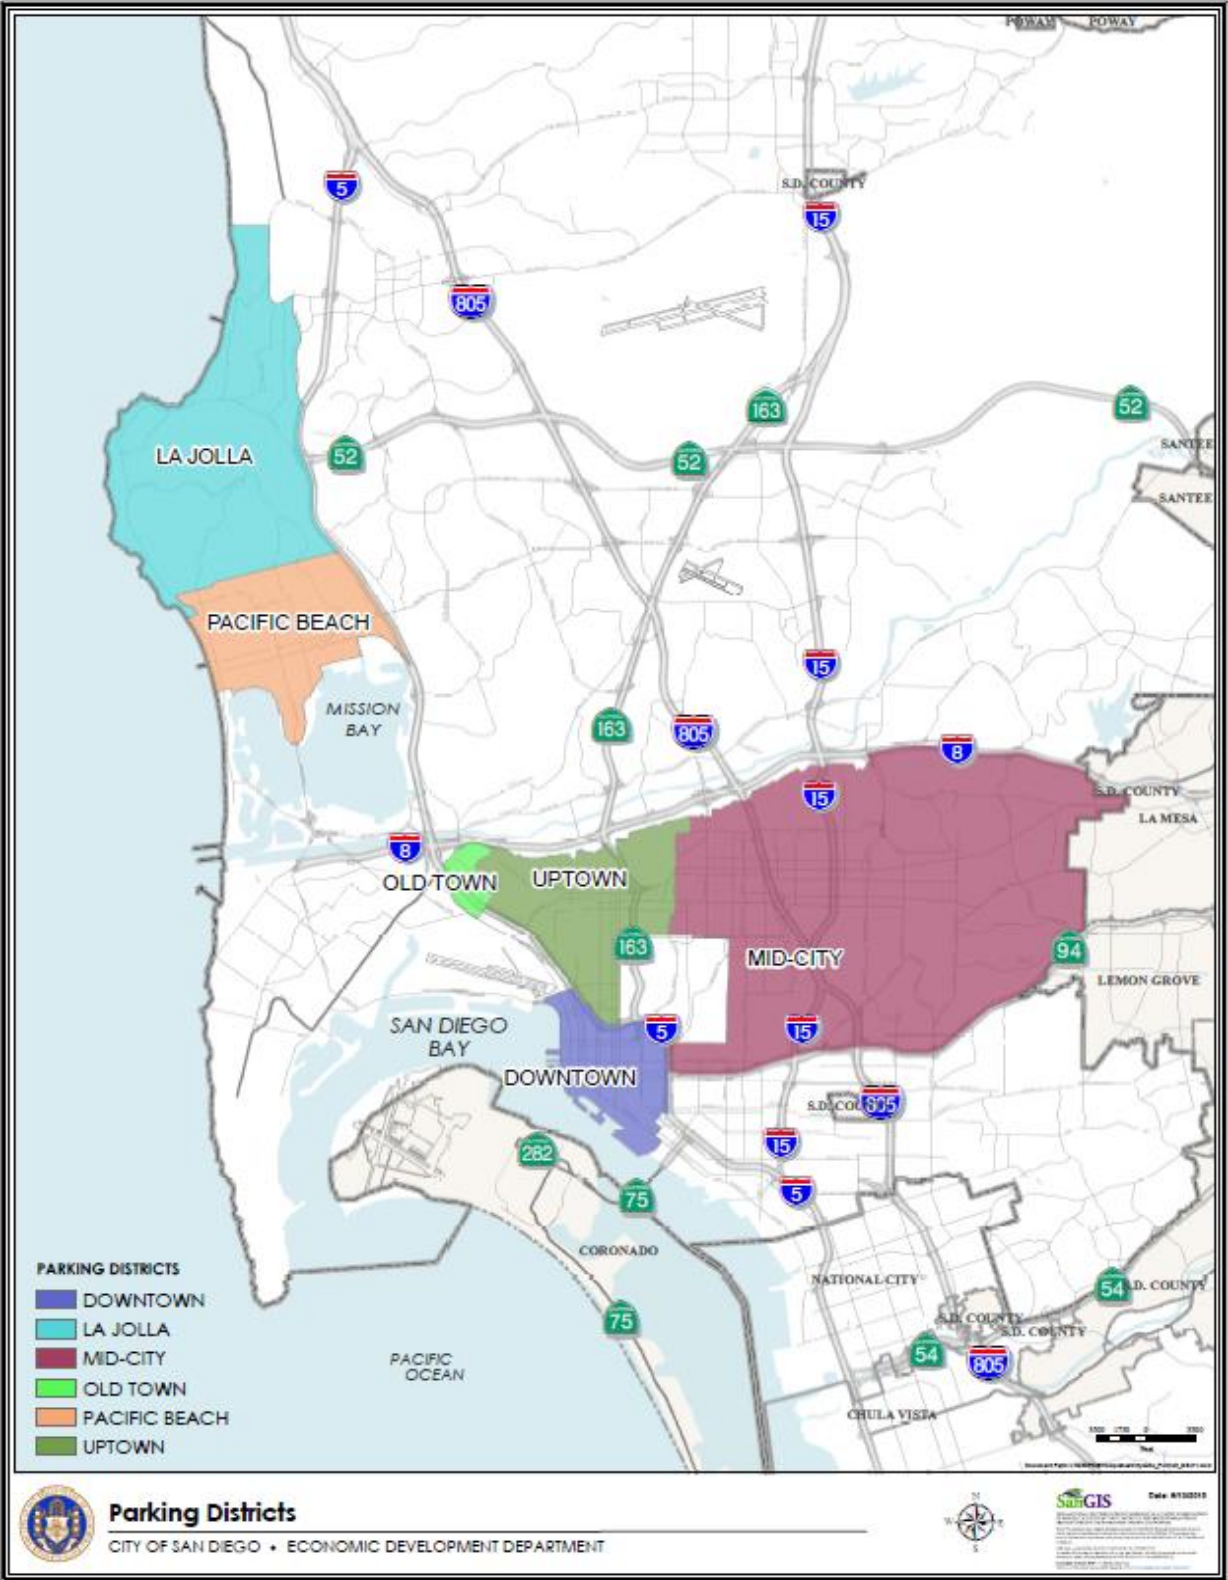 POWAY
POWAY
S.D. COUNTY
5
15
805
163
52
LA JOLLA
52
52
SANTEE
SANTEE
PACIFIC BEACH
15
MISSION
BAY
163
805
8
15
S.D. COUNTY
LA MESA
8
OLD TOWN
UPTOWN
163
MID-CITY
94
LEMON GROVE
SAN DIEGO
BAY
5
15
DOWNTOWN
S.D. COU
805
15
282
5
75
CORONADO
NATIONAL CITY
54
S.D. COUNTY
S.D. COUNTY
S.D. COUNTY
75
54
805
PACIFIC
OCEAN
CHULA VISTA
PARKING DISTRICTS
DOWNTOWN
LA JOLLA
MID-CITY
OLD TOWN
PACIFIC BEACH
UPTOWN
Parking Districts
CITY OF SAN DIEGO • ECONOMIC DEVELOPMENT DEPARTMENT
N
W
E
S
SanGIS